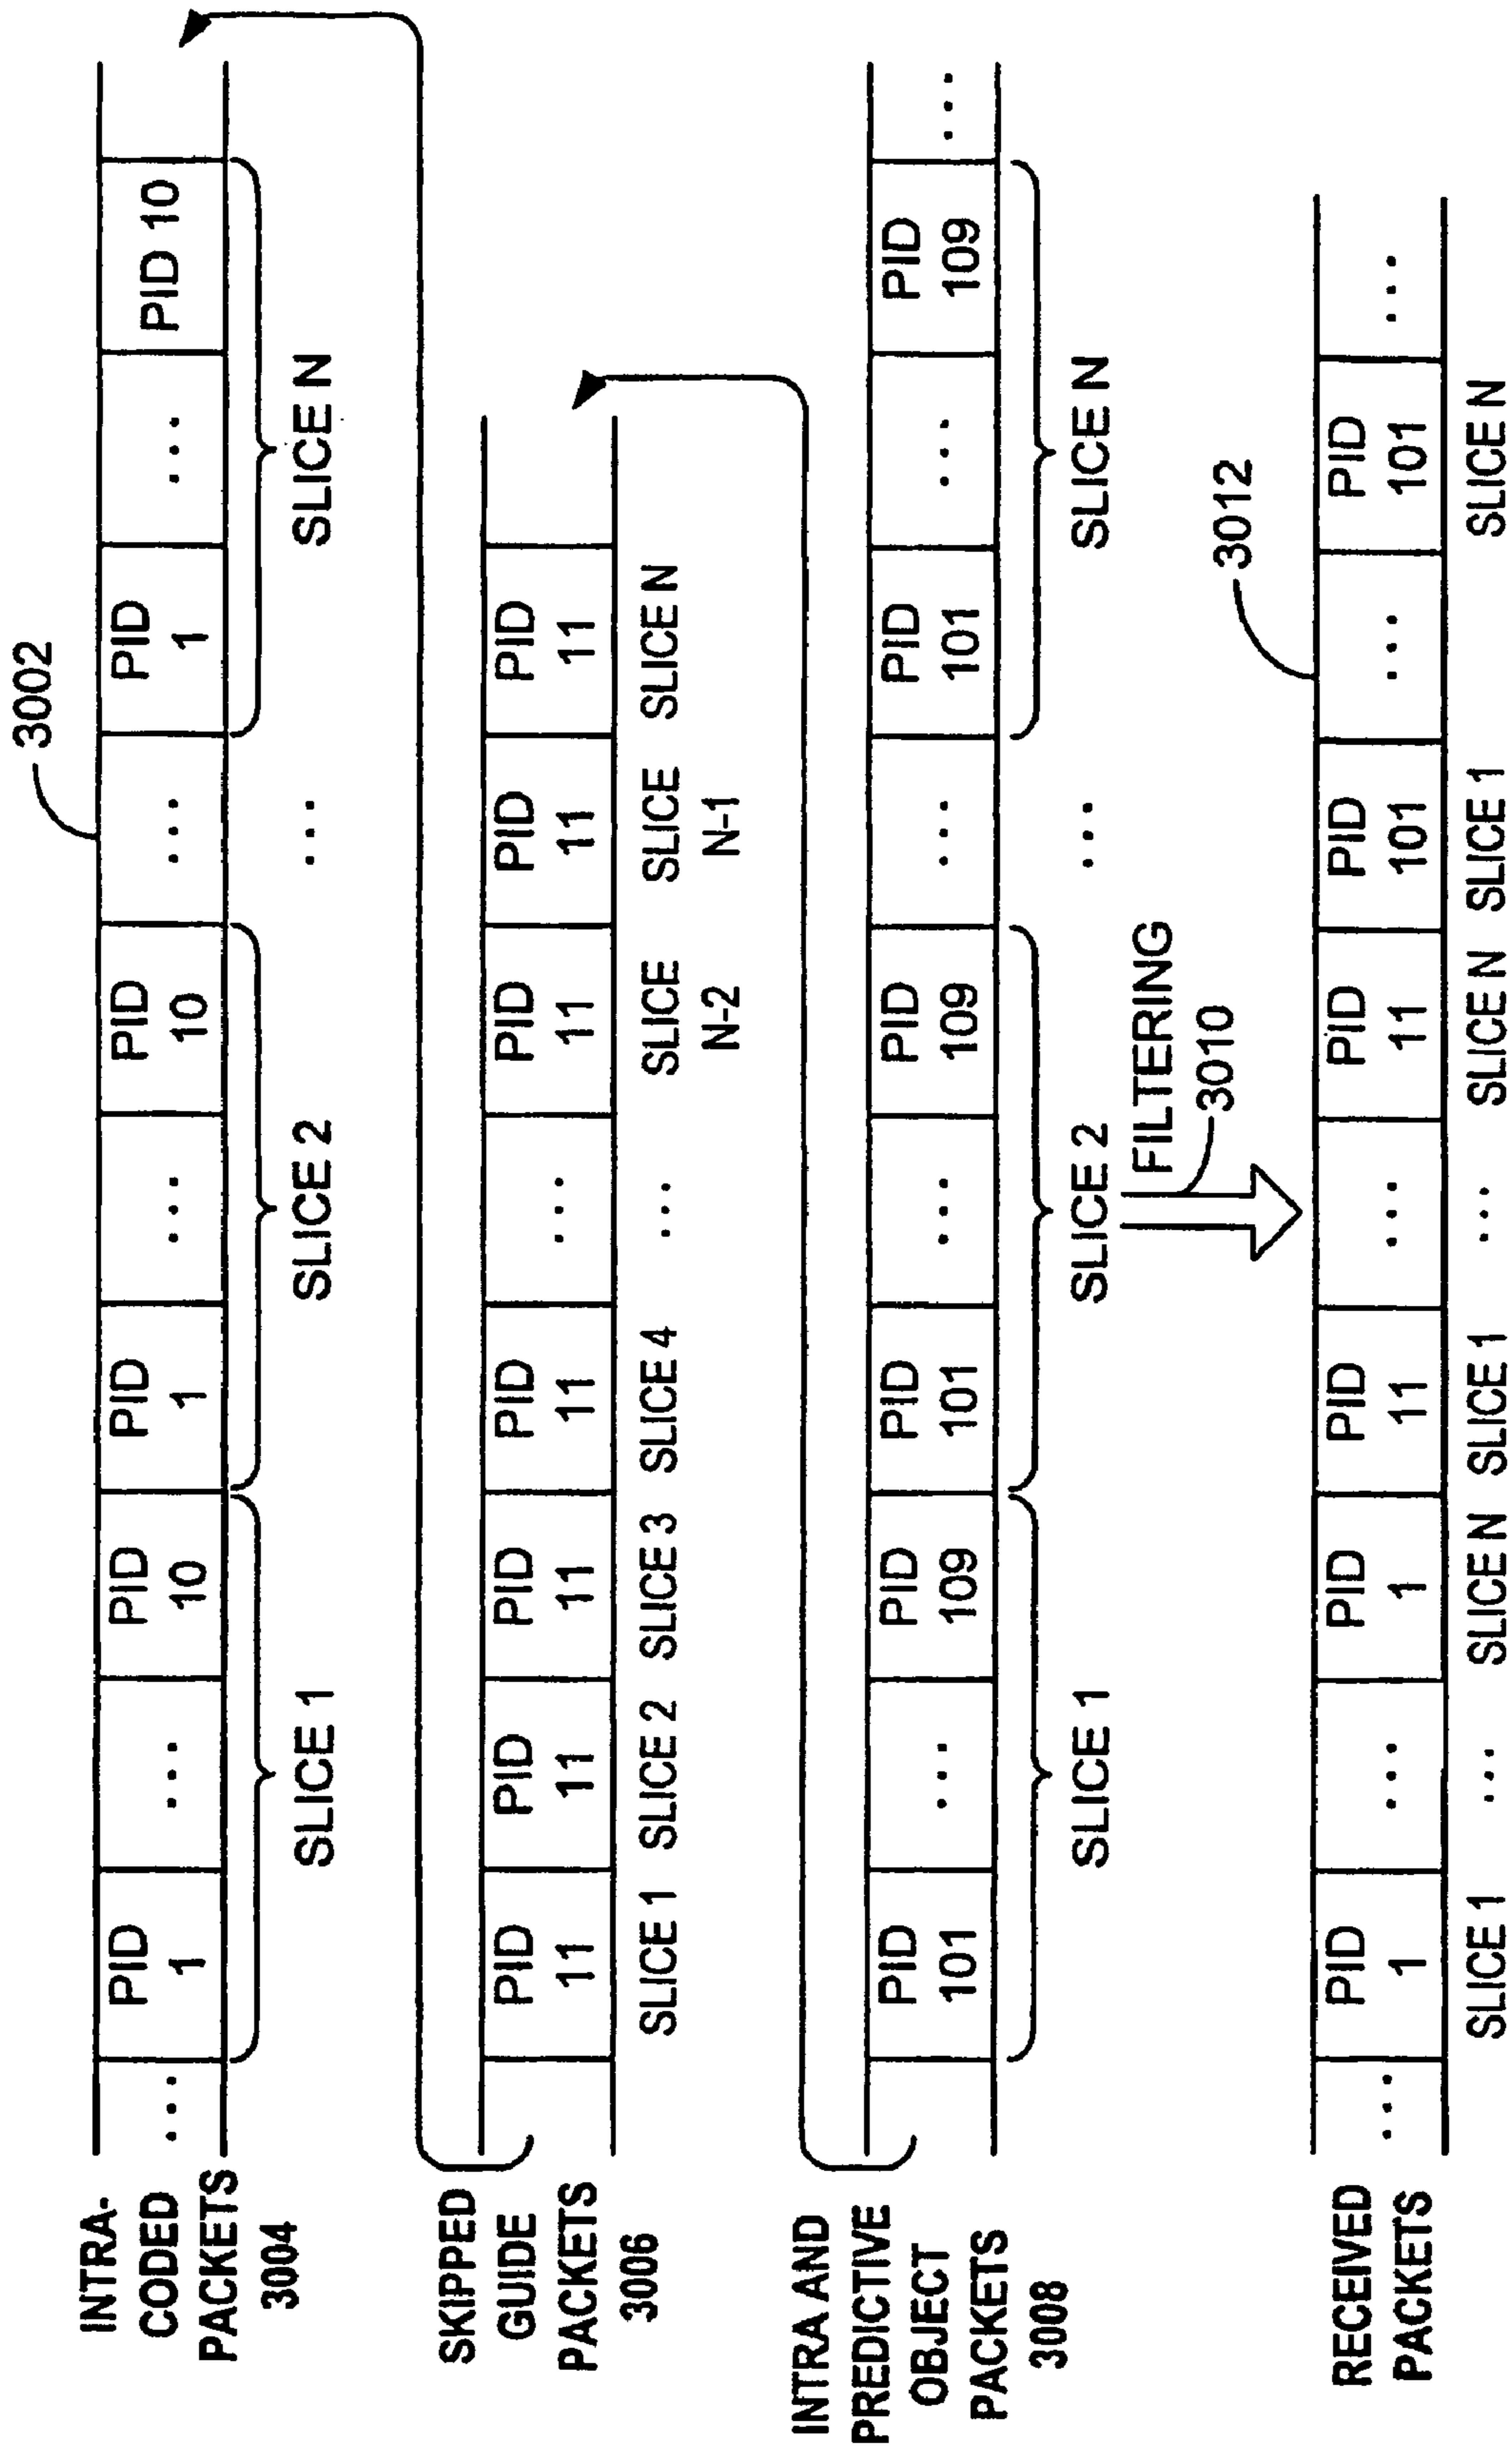 3002
INTRA-
CODED
PACKETS
3004
... PID 1 ... PID 10 PID 1 ... PID 10 ... PID 1 ... PID 10
SLICE 1 SLICE 2 ... SLICE N
SKIPPED
GUIDE
PACKETS
3006
PID 11 PID 11 PID 11 PID 11 ... PID 11 PID 11 PID 11
SLICE 1 SLICE 2 SLICE 3 SLICE 4 ... SLICE N-2 SLICE N-1 SLICE N
INTRA AND
PREDICTIVE
OBJECT
PACKETS
3008
PID 101 ... PID 109 PID 101 ... PID 109 ... PID 101 ... PID 109 ...
SLICE 1 SLICE 2 ... SLICE N
FILTERING
3010
3012
RECEIVED
PACKETS
... PID 1 ... PID 1 PID 11 ... PID 11 PID 101 ... PID 101 ...
SLICE 1 ... SLICE N SLICE 1 ... SLICE N SLICE 1 SLICE N